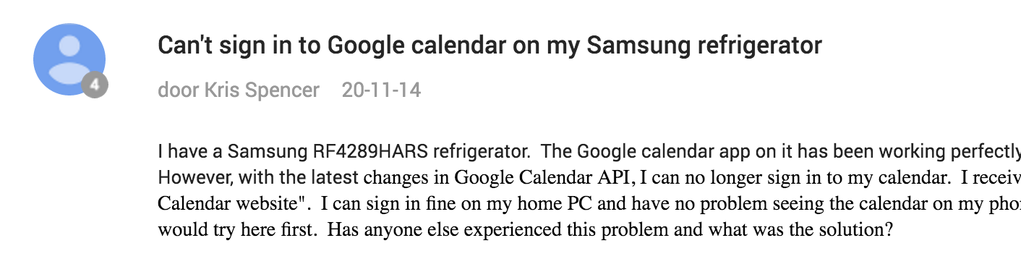 Can't sign in to Google calendar on my Samsung refrigerator
4
door Kris Spencer 20-11-14
I have a Samsung RF4289HARS refrigerator. The Google calendar app on it has been working perfectly
However, with the latest changes in Google Calendar API, I can no longer sign in to my calendar. I receiv
Calendar website". I can sign in fine on my home PC and have no problem seeing the calendar on my pho
would try here first. Has anyone else experienced this problem and what was the solution?